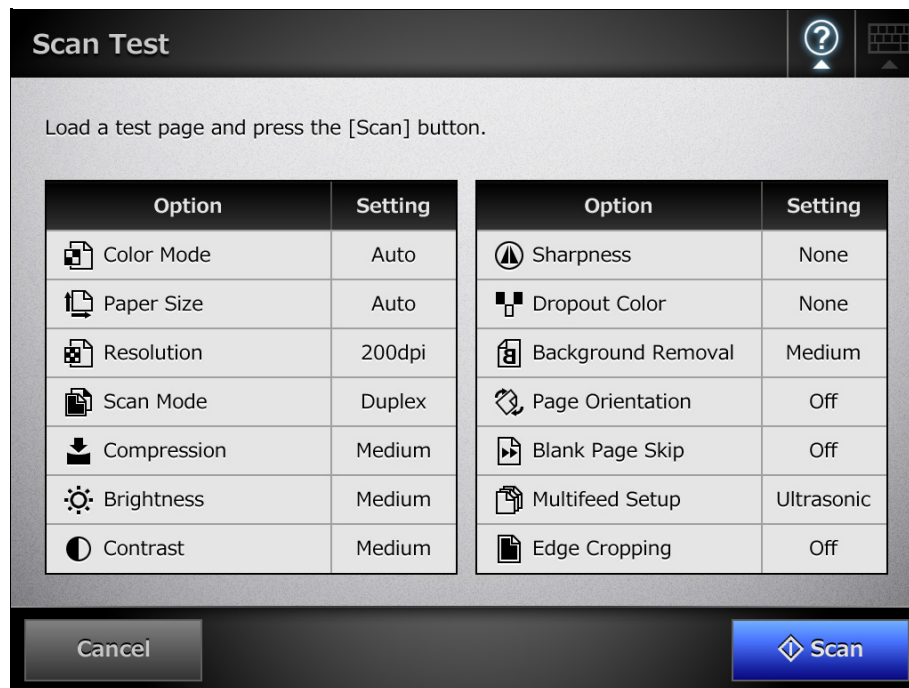 Scan Test
Load a test page and press the [Scan] button.
Option Setting
Color Mode Auto
Paper Size Auto
Resolution 200dpi
Scan Mode Duplex
Compression Medium
Brightness Medium
Contrast Medium
Option Setting
Sharpness None
Dropout Color None
Background Removal Medium
Page Orientation Off
Blank Page Skip Off
Multifeed Setup Ultrasonic
Edge Cropping Off
Cancel
Scan